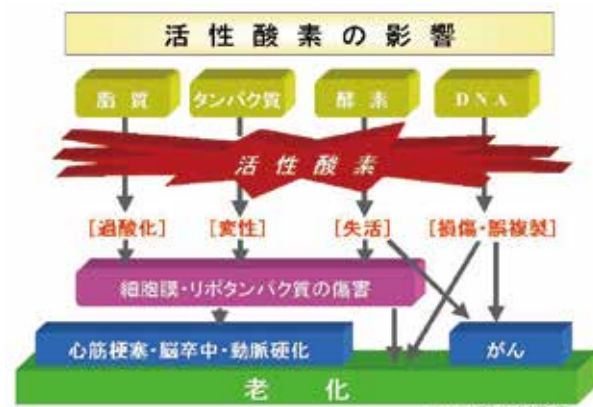 活性酸素の影響
脂質 タンパク質 酵素 DNA
活性酸素
[過酸化] [変性] [失活] [損傷・誤複製]
細胞膜・リポタンパク質の傷害
心筋梗塞・脳卒中・動脈硬化 がん
老化